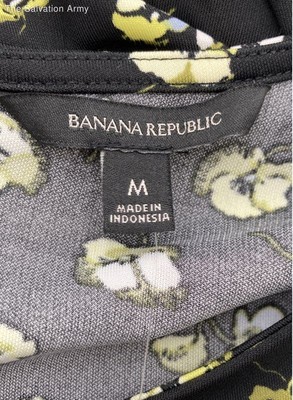 The Salvation Army
BANANA REPUBLIC
M
MADE IN
INDONESIA